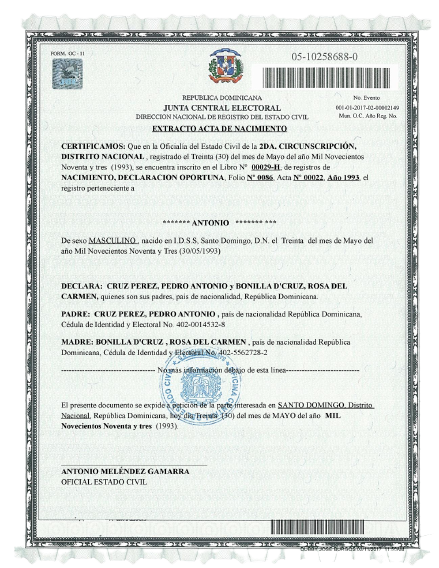 FORM. OC - 11
05-10258688-0
REPUBLICA DOMINICANA
JUNTA CENTRAL ELECTORAL
DIRECCION NACIONAL DE REGISTRO DEL ESTADO CIVIL
No. Evento
001-01-2017-02-00002149
Mun. O.C. Año Reg. No.
EXTRACTO ACTA DE NACIMIENTO
CERTIFICAMOS: Que en la Oficialía del Estado Civil de la 2DA. CIRCUNSCRIPCIÓN,
DISTRITO NACIONAL , registrado el Treinta (30) del mes de Mayo del año Mil Novecientos
Noventa y tres (1993), se encuentra inscrito en el Libro Nº 00029-H, de registros de
NACIMIENTO, DECLARACION OPORTUNA, Folio Nº 0086, Acta Nº 00022, Año 1993, el
registro perteneciente a
******* ANTONIO ******* ***
De sexo MASCULINO , nacido en I.D.S.S, Santo Domingo, D.N. el Treinta del mes de Mayo del
año Mil Novecientos Noventa y Tres (30/05/1993)
DECLARA: CRUZ PEREZ, PEDRO ANTONIO y BONILLA D'CRUZ, ROSA DEL
CARMEN, quienes son sus padres, pais de nacionalidad, República Dominicana.
PADRE: CRUZ PEREZ, PEDRO ANTONIO , pais de nacionalidad República Dominicana,
Cédula de Identidad y Electoral No. 402-0014532-8
MADRE: BONILLA D'CRUZ , ROSA DEL CARMEN , pais de nacionalidad República
Dominicana, Cédula de Identidad y Electoral No. 402-5562728-2
---No mas información debajo de esta linea---
El presente documento se expide a petición de la parte interesada en SANTO DOMINGO, Distrito
Nacional, República Dominicana, hoy día Treinta (30) del mes de MAYO del año MIL
Novecientos Noventa y tres (1993).
ANTONIO MELÉNDEZ GAMARRA
OFICIAL ESTADO CIVIL